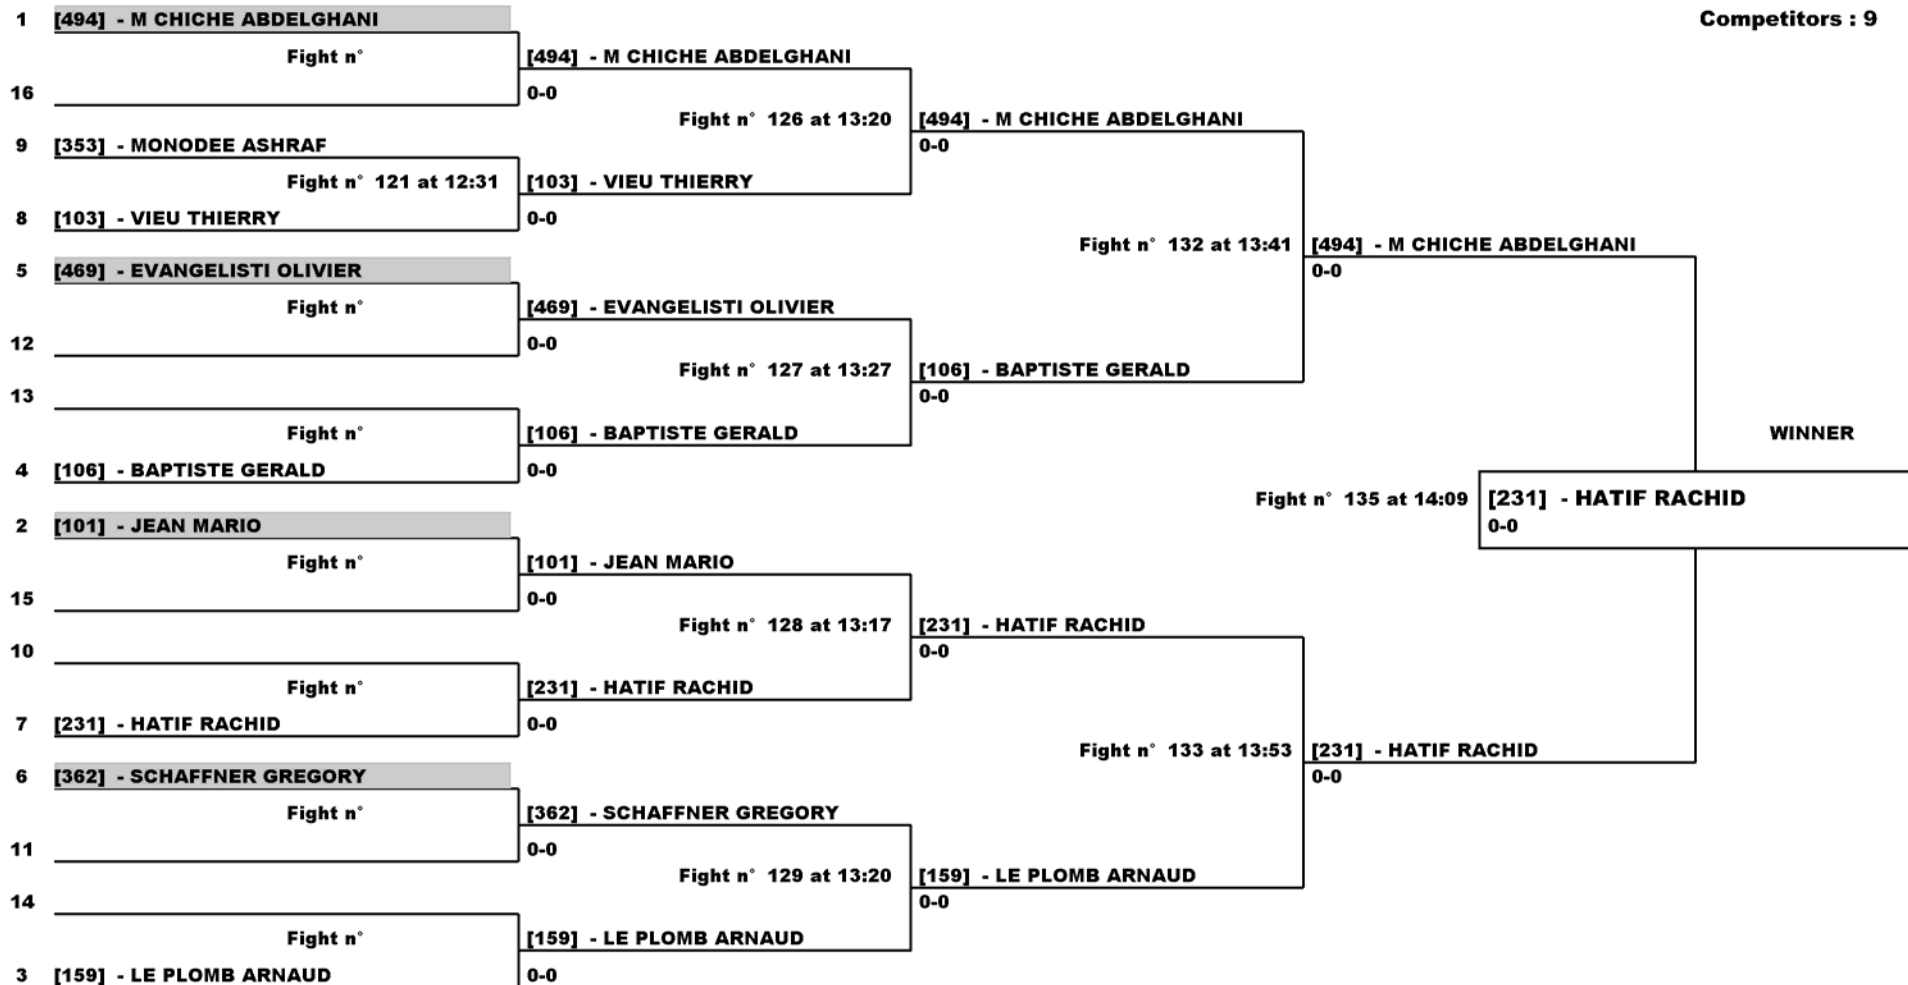 Competitors : 9
1 [494] - M CHICHE ABDELGHANI
Fight n°
[494] - M CHICHE ABDELGHANI
16
0-0
Fight n° 126 at 13:20
[494] - M CHICHE ABDELGHANI
0-0
9 [353] - MONODEE ASHRAF
Fight n° 121 at 12:31
[103] - VIEU THIERRY
8 [103] - VIEU THIERRY
0-0
Fight n° 132 at 13:41
[494] - M CHICHE ABDELGHANI
0-0
5 [469] - EVANGELISTI OLIVIER
Fight n°
[469] - EVANGELISTI OLIVIER
12
0-0
Fight n° 127 at 13:27
[106] - BAPTISTE GERALD
0-0
13
Fight n°
[106] - BAPTISTE GERALD
4 [106] - BAPTISTE GERALD
0-0
WINNER
Fight n° 135 at 14:09
[231] - HATIF RACHID
0-0
2 [101] - JEAN MARIO
Fight n°
[101] - JEAN MARIO
15
0-0
Fight n° 128 at 13:17
[231] - HATIF RACHID
0-0
10
Fight n°
[231] - HATIF RACHID
7 [231] - HATIF RACHID
0-0
Fight n° 133 at 13:53
[231] - HATIF RACHID
0-0
6 [362] - SCHAFFNER GREGORY
Fight n°
[362] - SCHAFFNER GREGORY
11
0-0
Fight n° 129 at 13:20
[159] - LE PLOMB ARNAUD
0-0
14
Fight n°
[159] - LE PLOMB ARNAUD
3 [159] - LE PLOMB ARNAUD
0-0